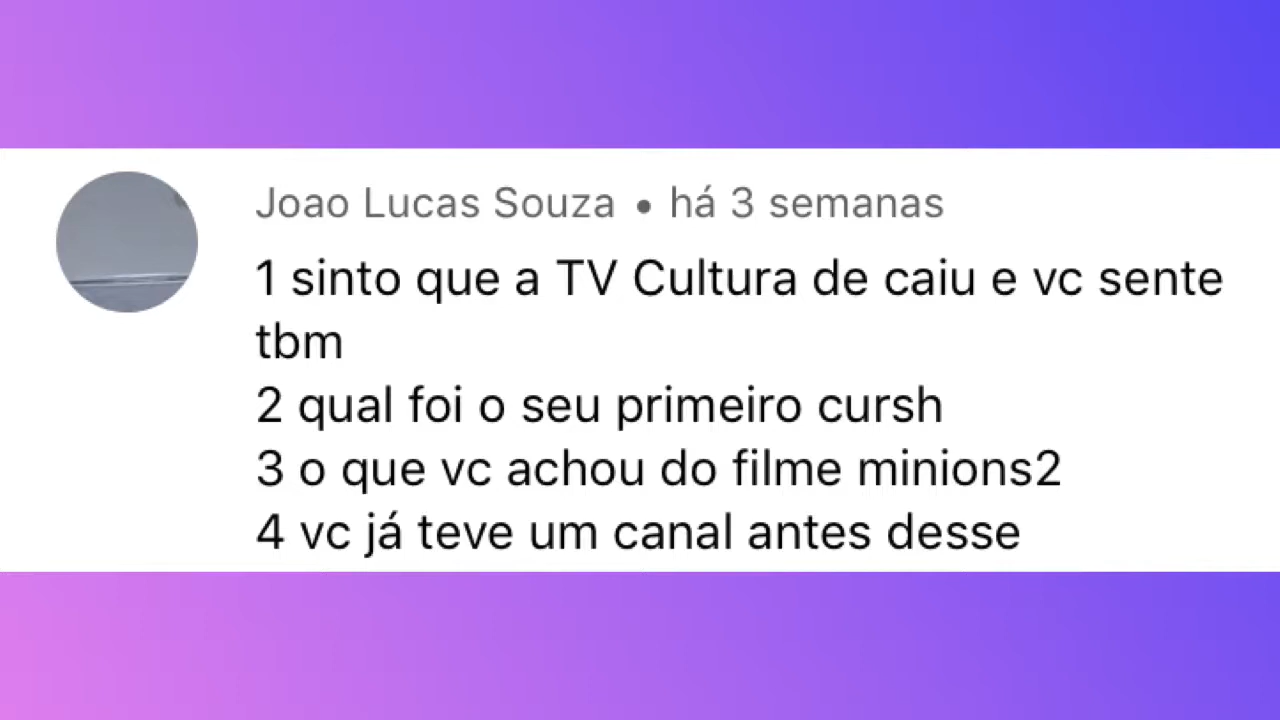 Joao Lucas Souza • há 3 semanas
1 sinto que a TV Cultura de caiu e vc sente
tbm
2 qual foi o seu primeiro cursh
3 o que vc achou do filme minions2
4 vc já teve um canal antes desse